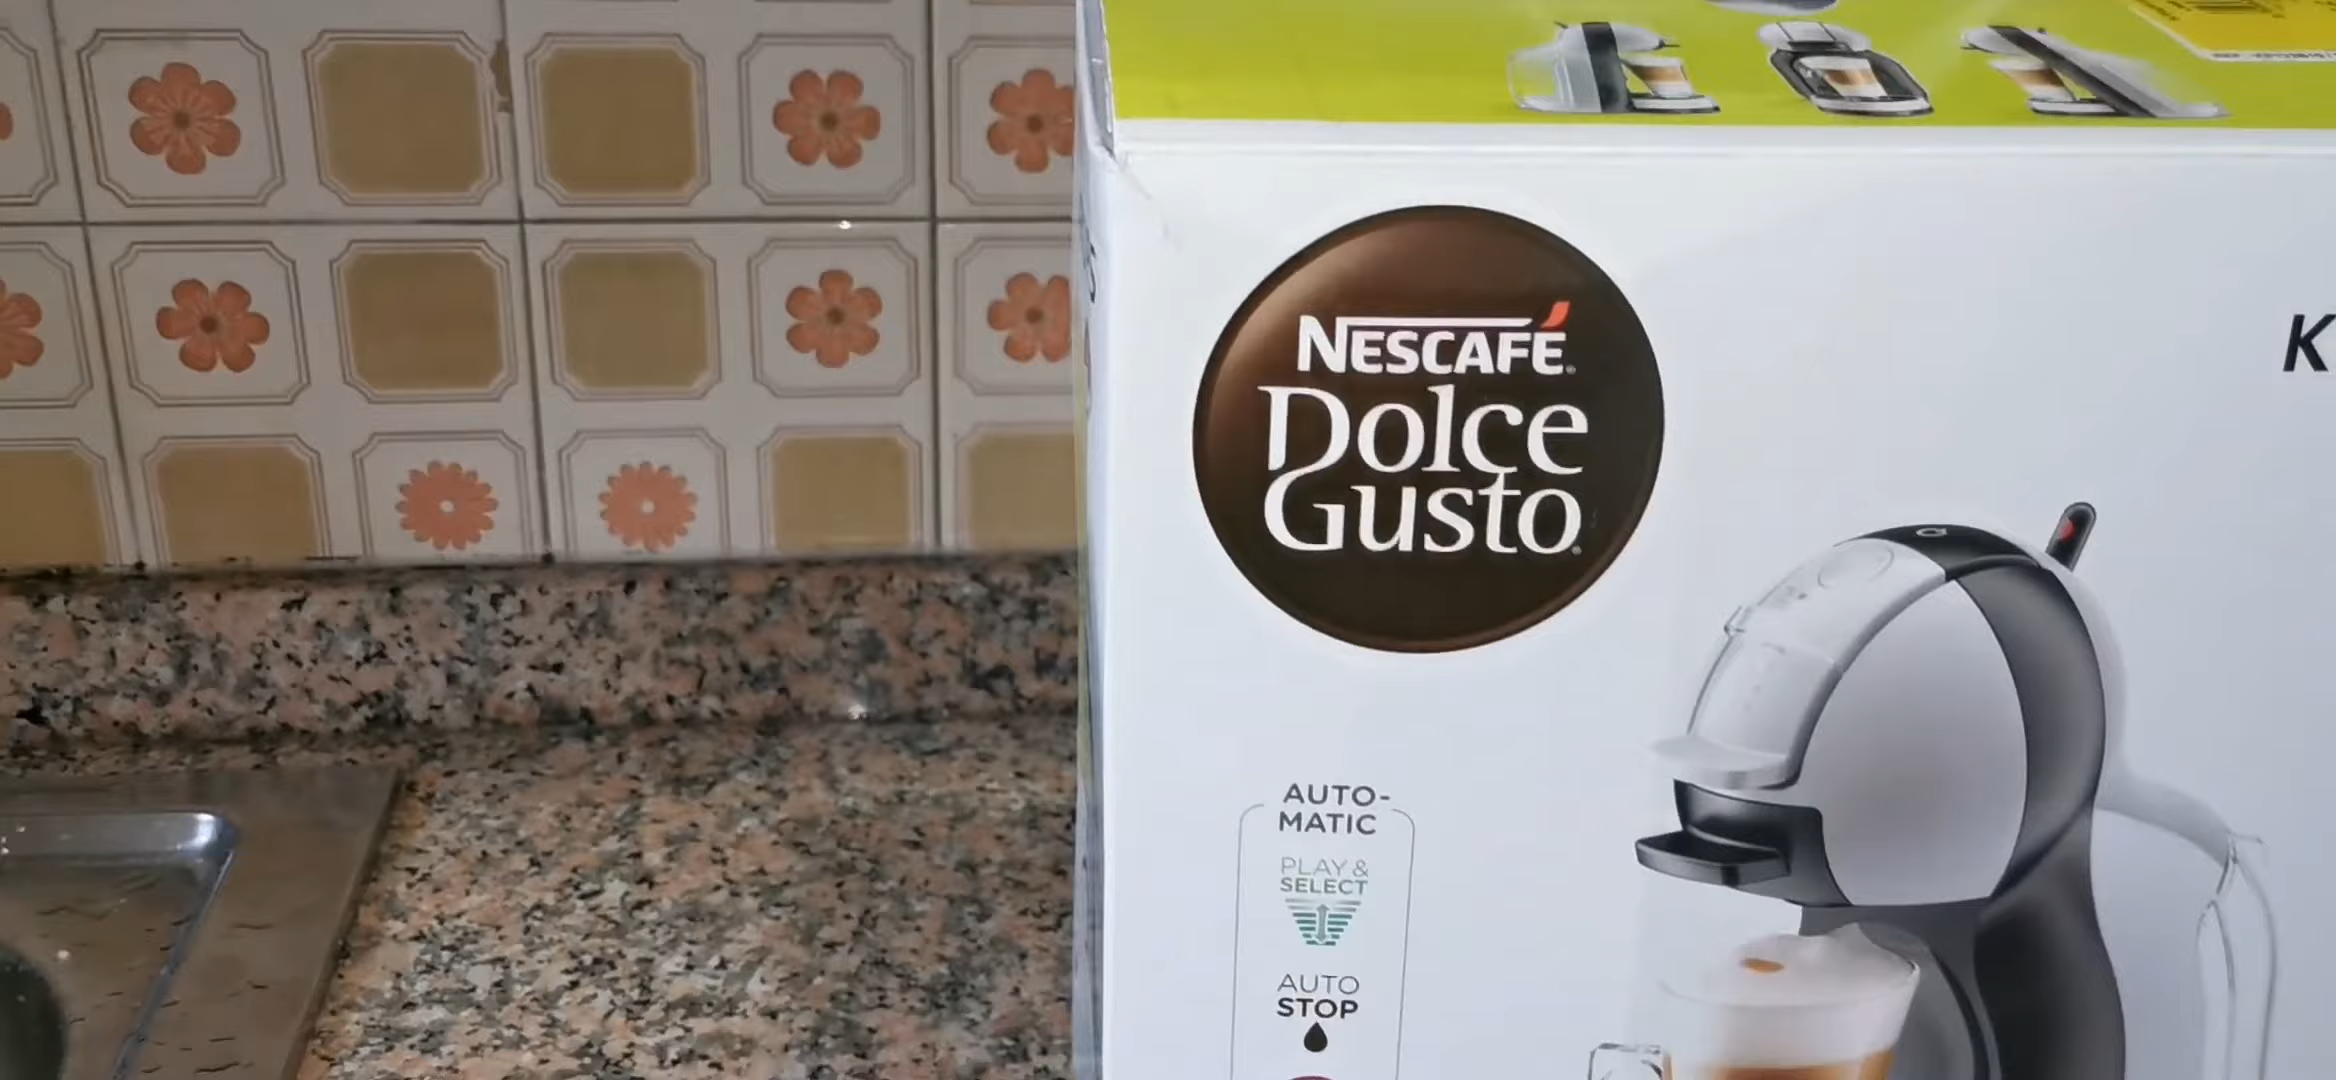 NESCAFÉ
Dolce
Gusto
K
AUTO-
MATIC
PLAY &
SELECT
AUTO
STOP